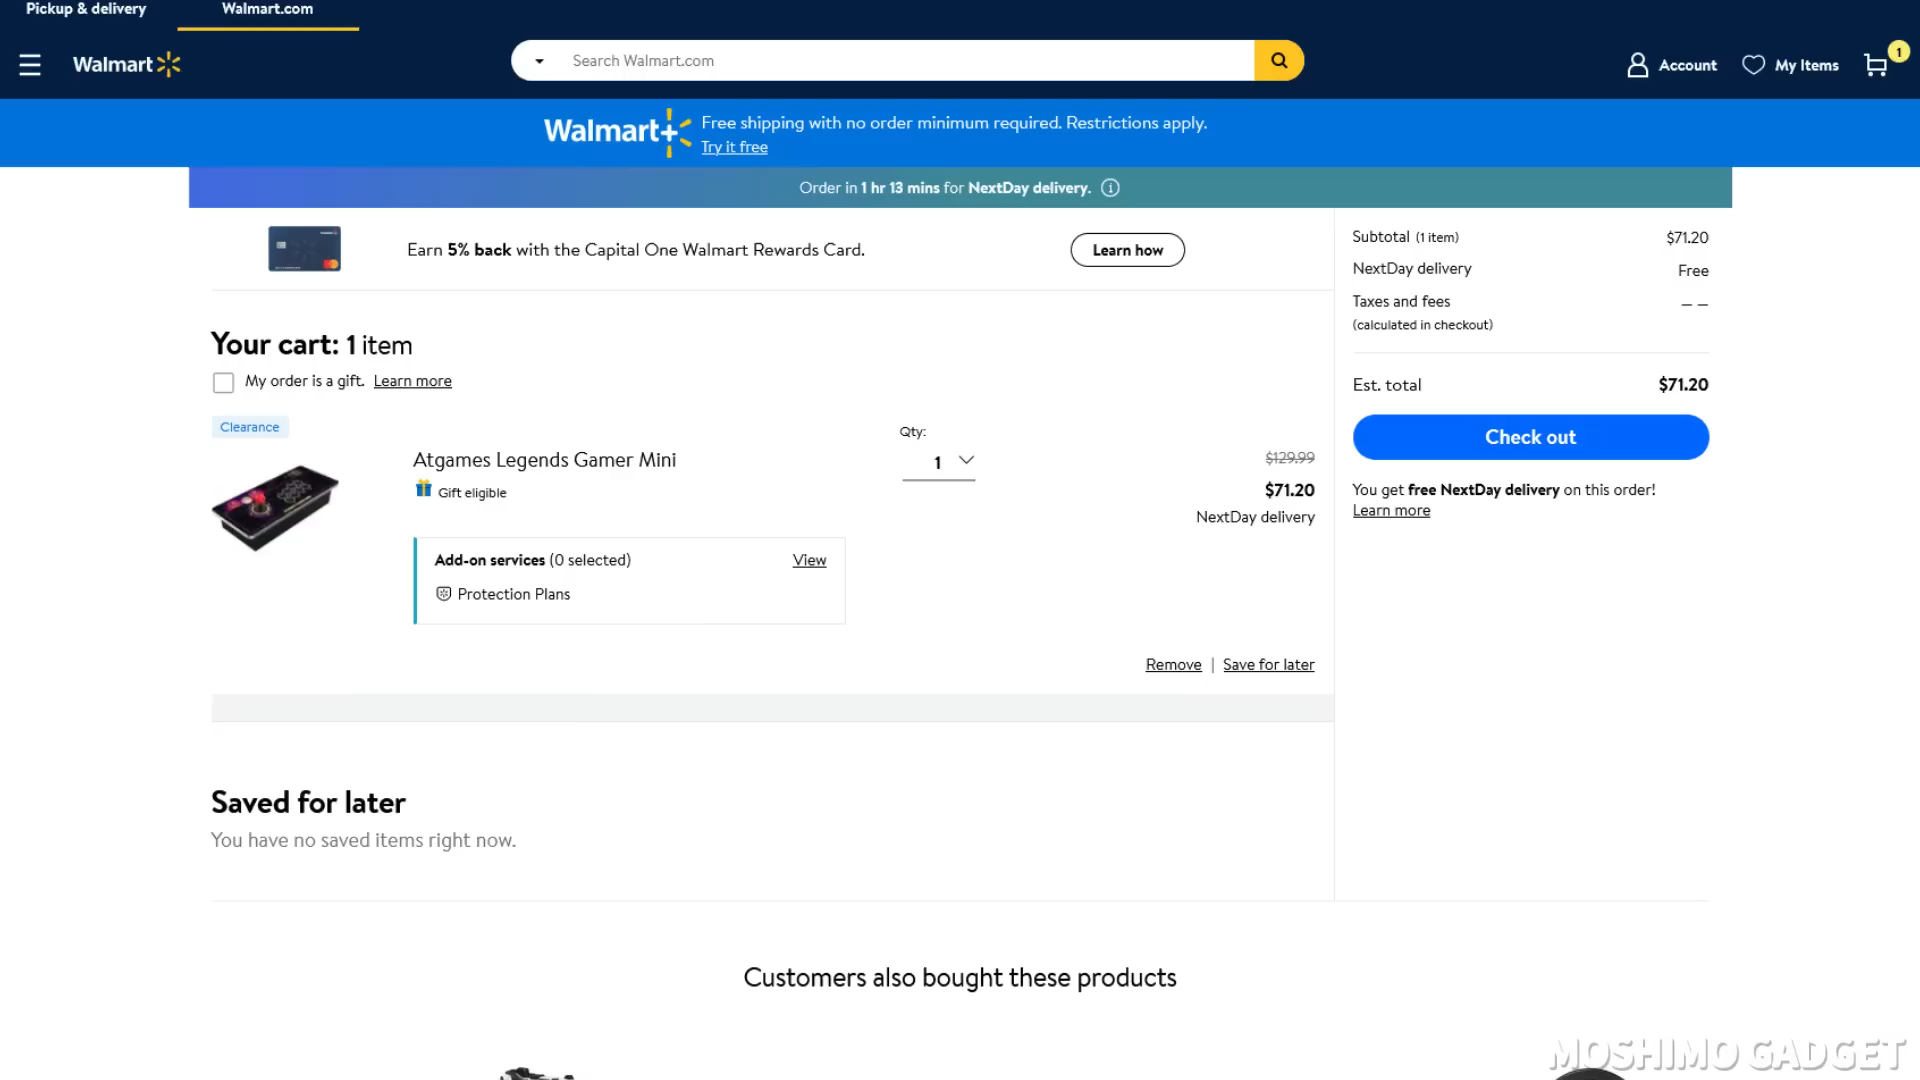 Pickup & delivery
Walmart.com
Walmart
Search Walmart.com
Account
My Items
1
Walmart+
Free shipping with no order minimum required. Restrictions apply.
Try it free
Order in 1 hr 13 mins for NextDay delivery.
Earn 5% back with the Capital One Walmart Rewards Card.
Learn how
Your cart: 1 item
My order is a gift. Learn more
Clearance
Atgames Legends Gamer Mini
Gift eligible
Qty:
1
$129.99
$71.20
NextDay delivery
Add-on services (0 selected)
View
Protection Plans
Remove | Save for later
Subtotal (1 item) $71.20
NextDay delivery Free
Taxes and fees — —
(calculated in checkout)
Est. total $71.20
Check out
You get free NextDay delivery on this order!
Learn more
Saved for later
You have no saved items right now.
Customers also bought these products
MOSHIMO GADGET